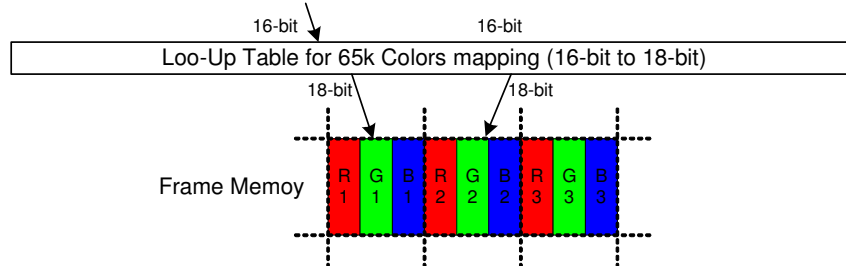 16-bit 16-bit
Loo-Up Table for 65k Colors mapping (16-bit to 18-bit)
18-bit 18-bit
Frame Memoy
R G B R G B R G B
1 1 1 2 2 2 3 3 3